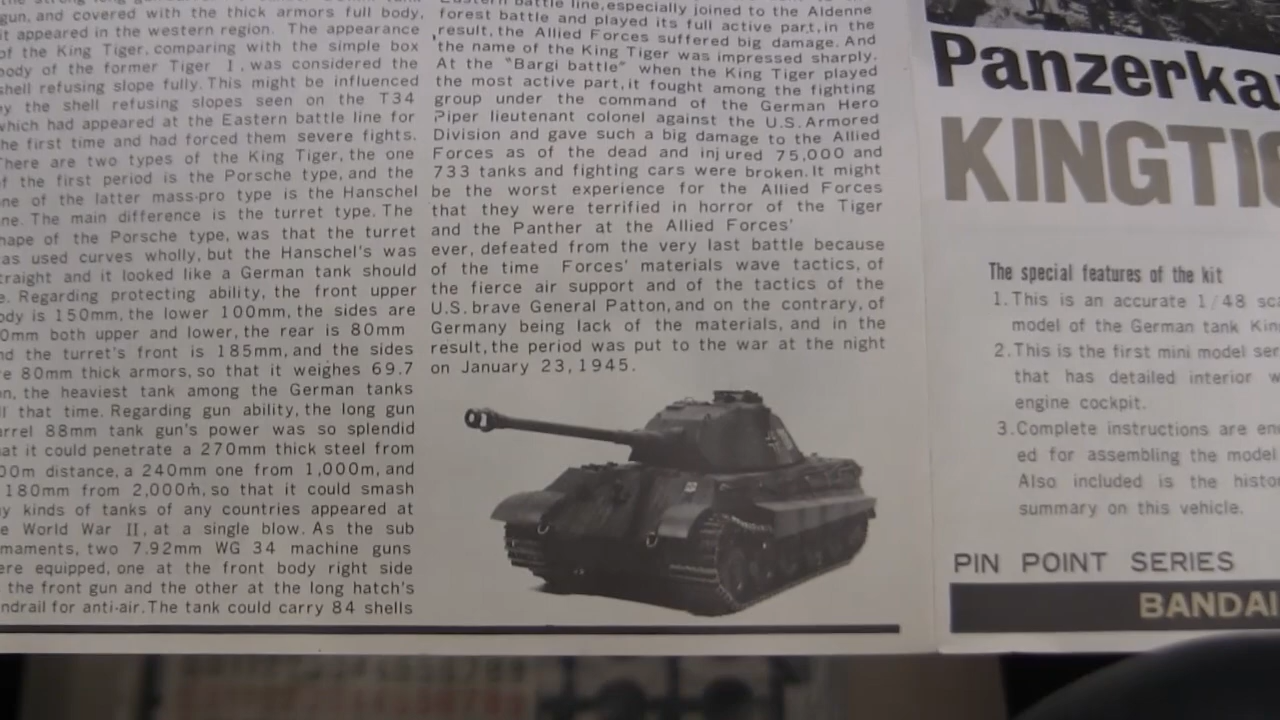 gun, and covered with the thick armors full body,
it appeared in the western region. The appearance
of the King Tiger, comparing with the simple box
body of the former Tiger I, was considered the
shell refusing slope fully. This might be influenced
by the shell refusing slopes seen on the T34
which had appeared at the Eastern battle line for
the first time and had forced them severe fights.
There are two types of the King Tiger, the one
of the first period is the Porsche type, and the
one of the latter mass-pro type is the Hanschel
ne. The main difference is the turret type. The
hape of the Porsche type, was that the turret
as used curves wholly, but the Hanschel's was
traight and it looked like a German tank should
e. Regarding protecting ability, the front upper
ody is 150mm, the lower 100mm, the sides are
0mm both upper and lower, the rear is 80mm
nd the turret's front is 185mm, and the sides
re 80mm thick armors, so that it weighes 69.7
on, the heaviest tank among the German tanks
ll that time. Regarding gun ability, the long gun
arrel 88mm tank gun's power was so splendid
at it could penetrate a 270mm thick steel from
00m distance, a 240mm one from 1,000m, and
180mm from 2,000m, so that it could smash
ny kinds of tanks of any countries appeared at
e World War II, at a single blow. As the sub
rmaments, two 7.92mm WG 34 machine guns
ere equipped, one at the front body right side
the front gun and the other at the long hatch's
ndrail for anti-air. The tank could carry 84 shells
Eastern battle line, especially joined to the Aldenne
forest battle and played its full active part, in the
result, the Allied Forces suffered big damage. And
the name of the King Tiger was impressed sharply.
At the "Bargi battle" when the King Tiger played
the most active part, it fought among the fighting
group under the command of the German Hero
Piper lieutenant colonel against the U.S. Armored
Division and gave such a big damage to the Allied
Forces as of the dead and injured 75,000 and
733 tanks and fighting cars were broken. It might
be the worst experience for the Allied Forces
that they were terrified in horror of the Tiger
and the Panther at the Allied Forces'
ever, defeated from the very last battle because
of the time Forces' materials wave tactics, of
the fierce air support and of the tactics of the
U.S. brave General Patton, and on the contrary, of
Germany being lack of the materials, and in the
result, the period was put to the war at the night
on January 23, 1945.
Panzerka
KINGTIG
The special features of the kit
1. This is an accurate 1/48 sca
model of the German tank Kin
2. This is the first mini model ser
that has detailed interior w
engine cockpit.
3. Complete instructions are en
ed for assembling the model
Also included is the histo
summary on this vehicle.
PIN POINT SERIES
BANDAI